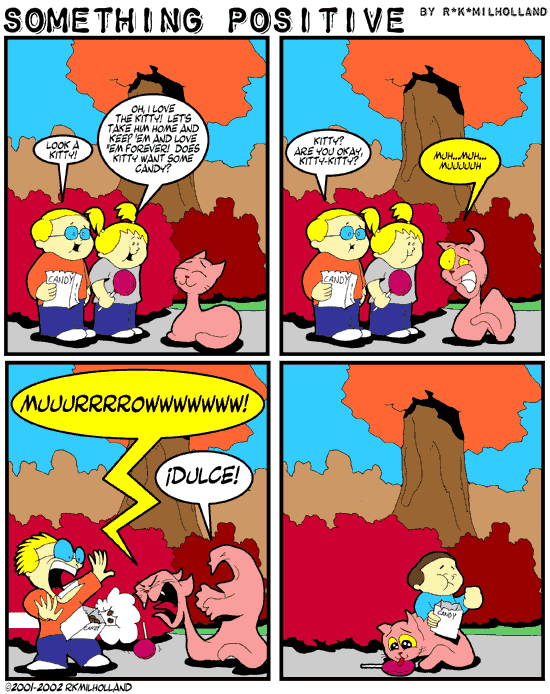 SOMETHING POSITIVE BY R*K*MILHOLLAND
LOOK A
KITTY!
OH, I LOVE
THE KITTY! LET'S
TAKE HIM HOME AND
KEEP 'EM AND LOVE
'EM FOREVER! DOES
KITTY WANT SOME
CANDY?
CANDY
KITTY?
ARE YOU OKAY,
KITTY-KITTY?
MUH...MUH...
MUUUUUH
CANDY
MUUURRRROWWWWWWW!
¡DULCE!
CANDY
CANDY
©2001-2002 RKMILHOLLAND